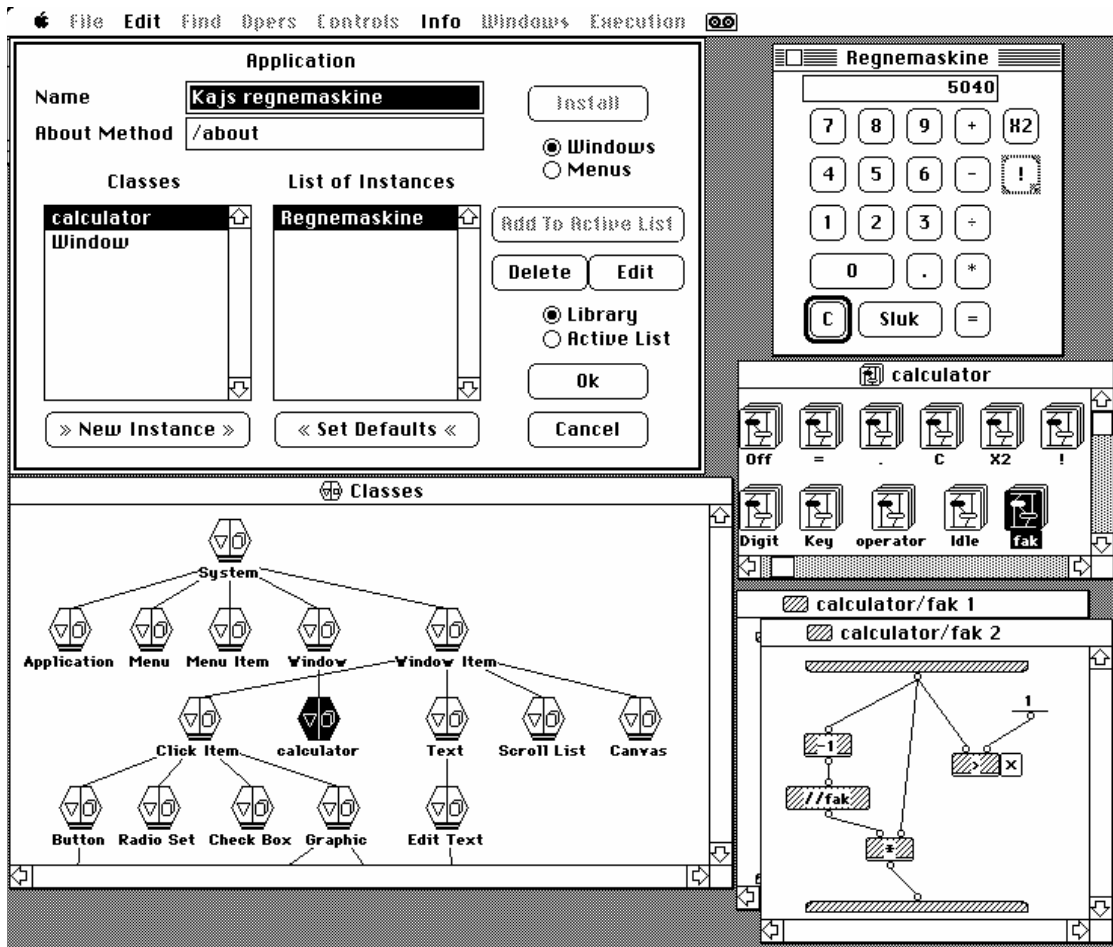 File Edit Find Opers Controls Info Windows Execution
Application
Name Kajs regnemaskine
About Method /about
Install
Windows
Menus
Classes
calculator
Window
List of Instances
Regnemaskine
Add To Active List
Delete Edit
Library
Active List
Ok
» New Instance »
« Set Defaults «
Cancel
Regnemaskine
5040
7 8 9 + X2
4 5 6 - !
1 2 3 ÷
0 . *
C Sluk =
calculator
Off = . C X2 !
Digit Key operator Idle fak
Classes
System
Application Menu Menu Item Window Window Item
Click Item calculator Text Scroll List Canvas
Button Radio Set Check Box Graphic Edit Text
calculator/fak 1
calculator/fak 2
1
-1
>
//fak
*